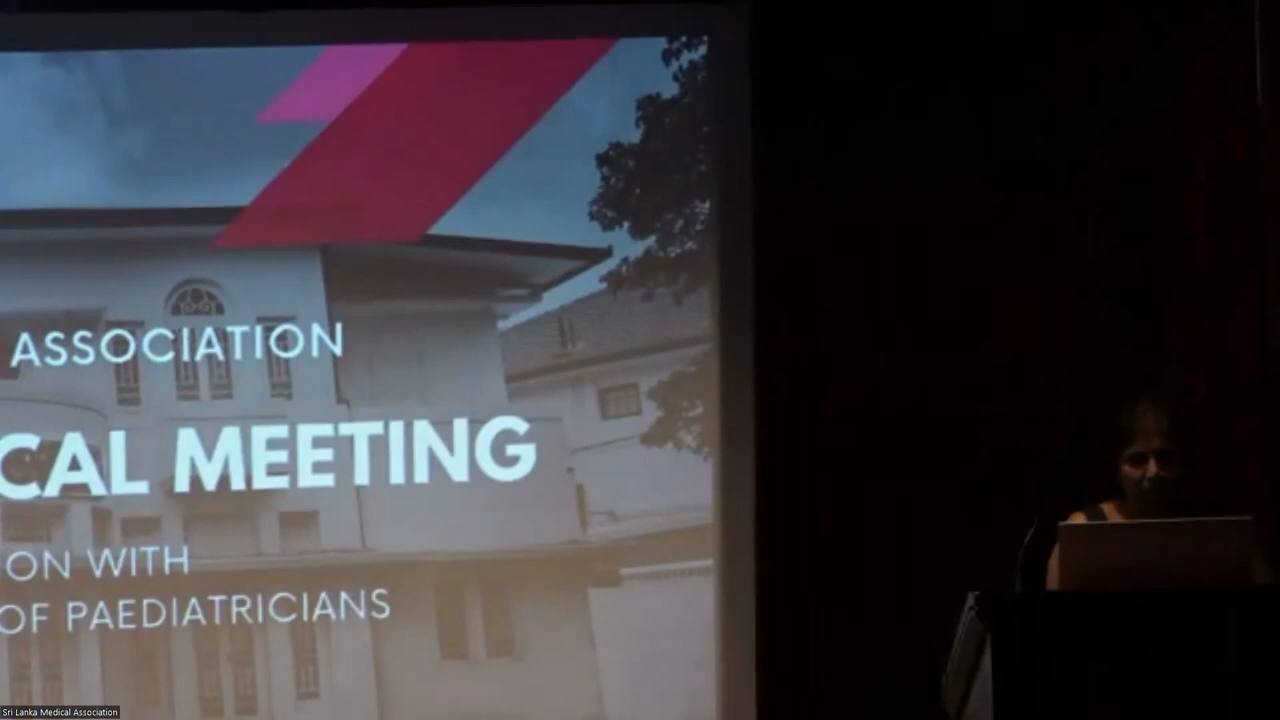 ASSOCIATION
CAL MEETING
ON WITH
OF PAEDIATRICIANS
Sri Lanka Medical Association